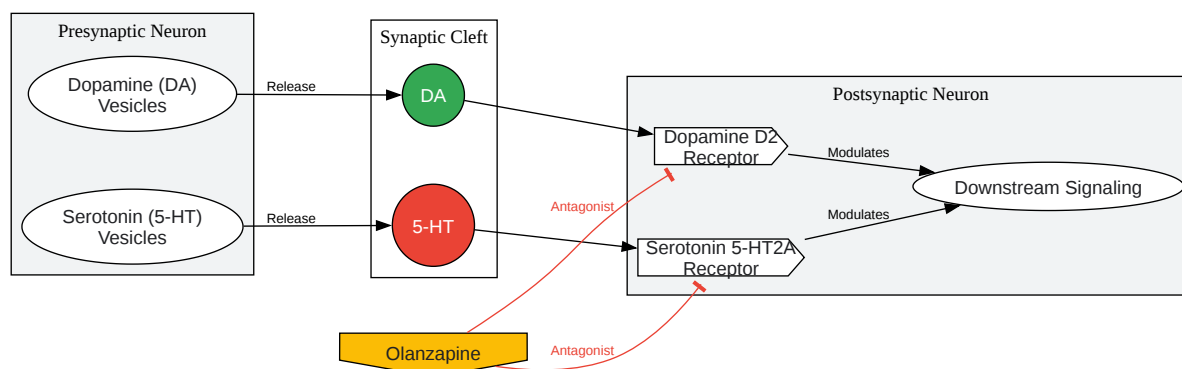 Presynaptic Neuron
Dopamine (DA)
Vesicles
Release
Serotonin (5-HT)
Vesicles
Release
Synaptic Cleft
DA
5-HT
Postsynaptic Neuron
Dopamine D2
Receptor
Modulates
Downstream Signaling
Serotonin 5-HT2A
Receptor
Modulates
Antagonist
Antagonist
Olanzapine